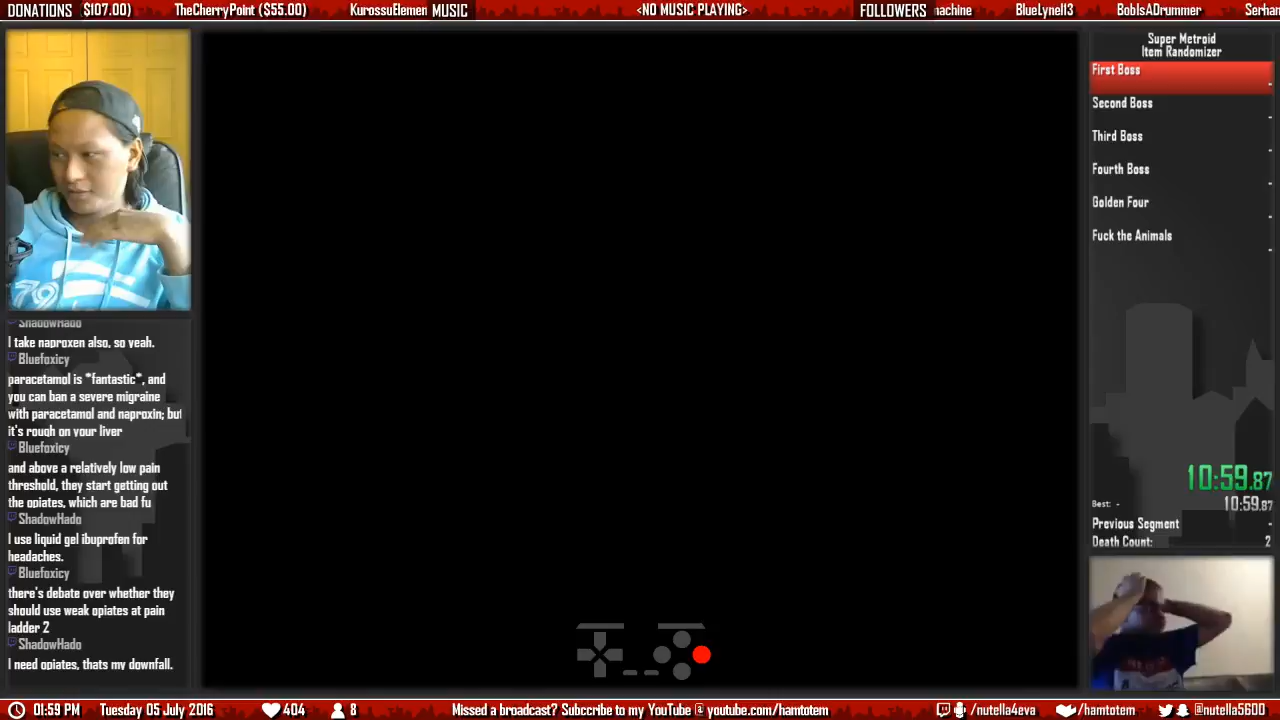 DONATIONS $107.00) TheCherryPoint ($55.00) KurossuElemen MUSIC <NO MUSIC PLAYING> FOLLOWERS machine BlueLynel13 BobIsADrummer Serhan
Super Metroid
Item Randomizer
First Boss
-
Second Boss
-
Third Boss
-
Fourth Boss
-
Golden Four
-
Fuck the Animals
-
10:59.87
Best: - 10:59.87
Previous Segment -
Death Count: 2
ShadowHado
I take naproxen also, so yeah.
Bluefoxicy
paracetamol is *fantastic*, and
you can ban a severe migraine
with paracetamol and naproxin; but
it's rough on your liver
Bluefoxicy
and above a relatively low pain
threshold, they start getting out
the opiates, which are bad fu
ShadowHado
I use liquid gel ibuprofen for
headaches.
Bluefoxicy
there's debate over whether they
should use weak opiates at pain
ladder 2
ShadowHado
I need opiates, thats my downfall.
01:59 PM Tuesday 05 July 2016 404 8 Missed a broadcast? Subccribe to my YouTube @ youtube.com/hamtotem /nutella4eva /hamtotem @nutella5600